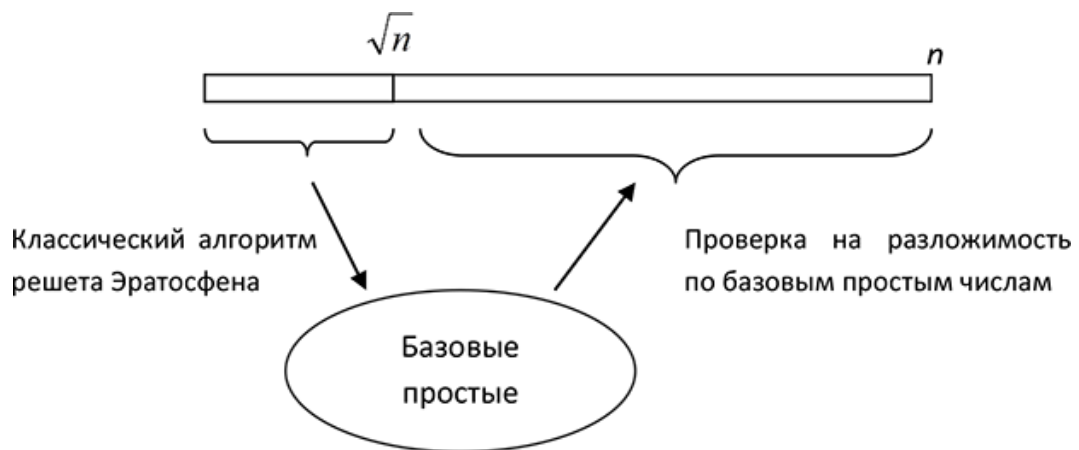 √n
n
Классический алгоритм
решета Эратосфена
Проверка на разложимость
по базовым простым числам
Базовые
простые